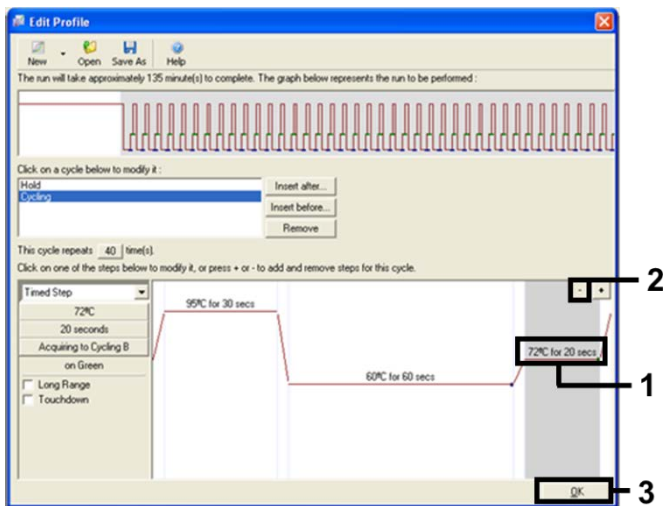 Edit Profile
New Open Save As Help
The run will take approximately 135 minute(s) to complete. The graph below represents the run to be performed :
Click on a cycle below to modify it :
Hold
Cycling
Insert after...
Insert before...
Remove
This cycle repeats 40 time(s).
Click on one of the steps below to modify it, or press + or - to add and remove steps for this cycle.
Timed Step
- +
2
72ºC
20 seconds
Acquiring to Cycling B
on Green
Long Range
Touchdown
95ºC for 30 secs
60ºC for 60 secs
72ºC for 20 secs
1
OK
3